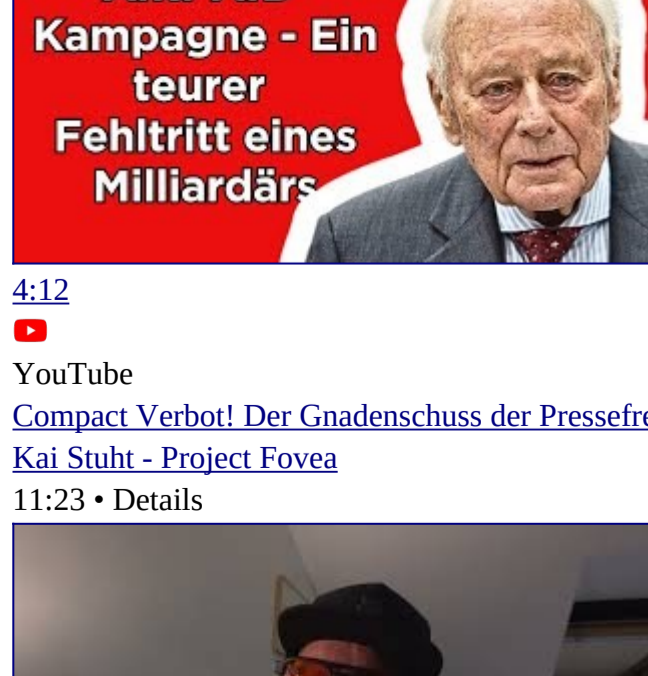 Kampagne - Ein
teurer
Fehltritt eines
Milliardärs
4:12
YouTube
Compact Verbot! Der Gnadenschuss der
Kai Stuht - Project Fovea
11:23 • Details